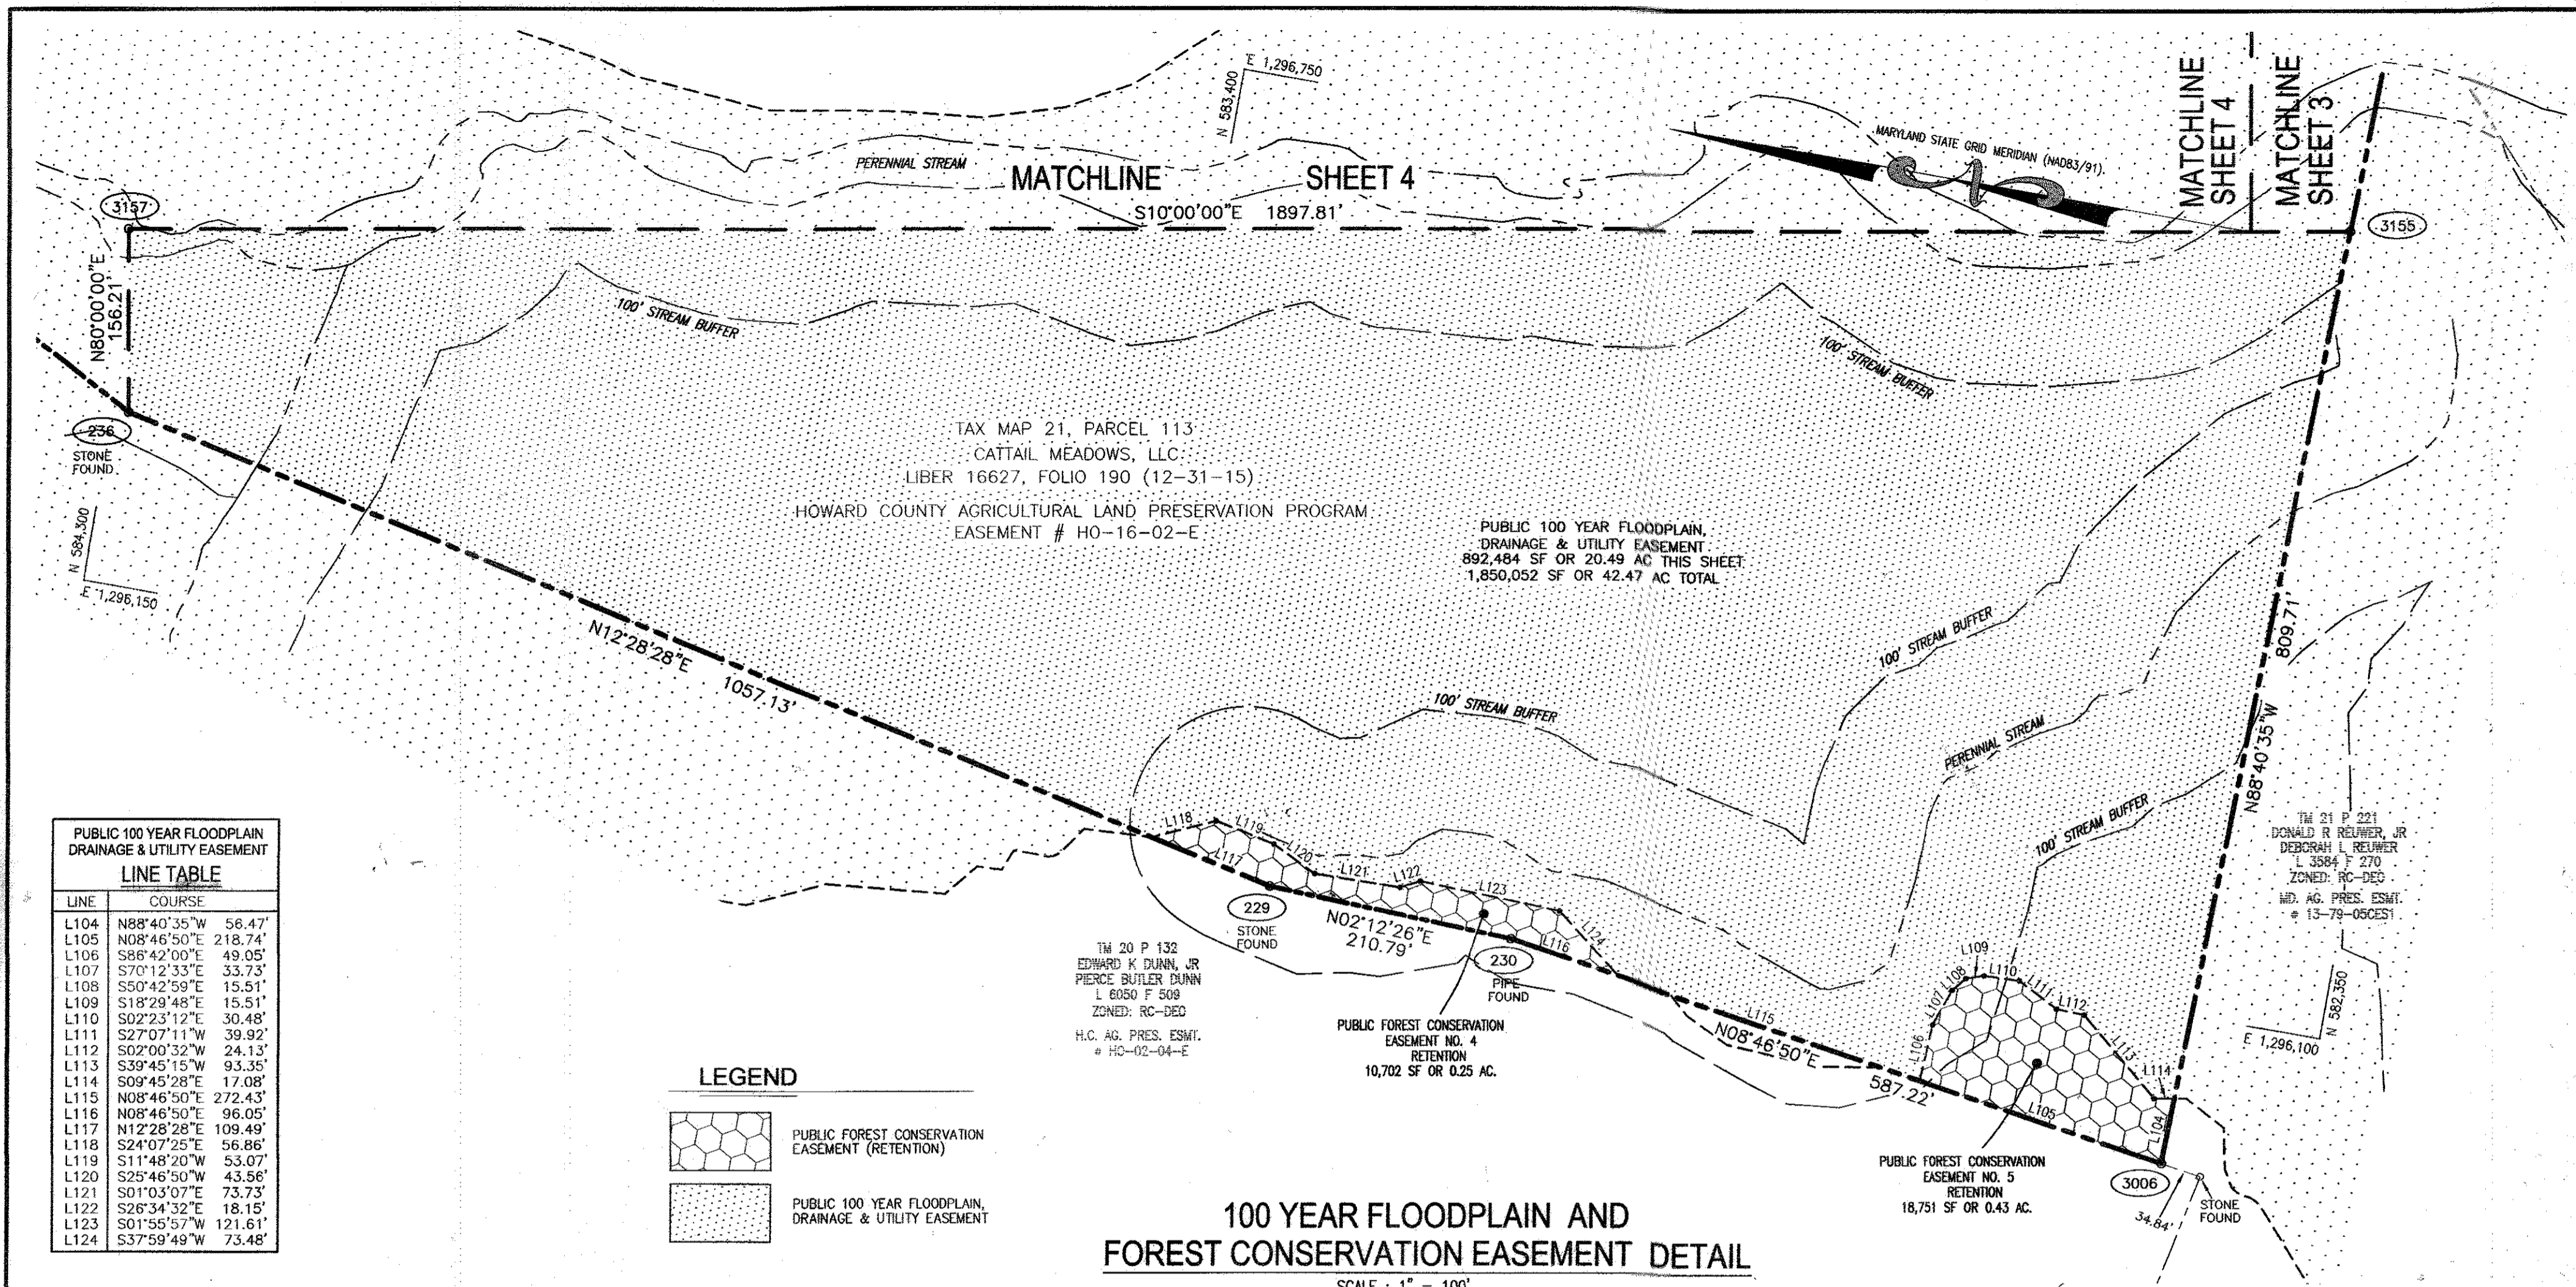 E 1,296,750
N 583,400
PERENNIAL STREAM
MATCHLINE SHEET 4
S10°00'00"E 1897.81'
MARYLAND STATE GRID MERIDIAN (NAD83/91)
MATCHLINE
SHEET 4
MATCHLINE
SHEET 3
3157
3155
N80°00'00"E
156.21'
100' STREAM BUFFER
100' STREAM BUFFER
236
STONE
FOUND
TAX MAP 21, PARCEL 113
CATTAIL MEADOWS, LLC
LIBER 16627, FOLIO 190 (12-31-15)
HOWARD COUNTY AGRICULTURAL LAND PRESERVATION PROGRAM
EASEMENT # HO-16-02-E
PUBLIC 100 YEAR FLOODPLAIN,
DRAINAGE & UTILITY EASEMENT
892,484 SF OR 20.49 AC THIS SHEET
1,850,052 SF OR 42.47 AC TOTAL
N 584,300
E 1,296,150
N12°28'28"E
1057.13'
100' STREAM BUFFER
100' STREAM BUFFER
PERENNIAL STREAM
100' STREAM BUFFER
809.71'
N88°40'35"W
TM 21 P 221
DONALD R REUWER, JR
DEBORAH L REUWER
L 3584 F 270
ZONED: RC-DEO
MD. AG. PRES. ESMT.
# 13-79-05CES1
PUBLIC 100 YEAR FLOODPLAIN
DRAINAGE & UTILITY EASEMENT
LINE TABLE
LINE COURSE
L104 N88°40'35"W 56.47'
L105 N08°46'50"E 218.74'
L106 S86°42'00"E 49.05'
L107 S70°12'33"E 33.73'
L108 S50°42'59"E 15.51'
L109 S18°29'48"E 15.51'
L110 S02°23'12"E 30.48'
L111 S27°07'11"W 39.92'
L112 S02°00'32"W 24.13'
L113 S39°45'15"W 93.35'
L114 S09°45'28"E 17.08'
L115 N08°46'50"E 272.43'
L116 N08°46'50"E 96.05'
L117 N12°28'28"E 109.49'
L118 S24°07'25"E 56.86'
L119 S11°48'20"W 53.07'
L120 S25°46'50"W 43.56'
L121 S01°03'07"E 73.73'
L122 S26°34'32"E 18.15'
L123 S01°55'57"W 121.61'
L124 S37°59'49"W 73.48'
L118
L119
L117
L120
L121
L122
L123
L124
L116
229
STONE
FOUND
N02°12'26"E
210.79'
230
PIPE
FOUND
TM 20 P 132
EDWARD K DUNN, JR
PIERCE BUTLER DUNN
L 6050 F 509
ZONED: RC-DEO
H.C. AG. PRES. ESMT.
# HO-02-04-E
PUBLIC FOREST CONSERVATION
EASEMENT NO. 4
RETENTION
10,702 SF OR 0.25 AC.
L115
N08°46'50"E
587.22'
L109
L108
L110
L107
L111
L112
L106
L113
L114
L105
L104
N 582,350
E 1,296,100
PUBLIC FOREST CONSERVATION
EASEMENT NO. 5
RETENTION
18,751 SF OR 0.43 AC.
3006
34.84'
STONE
FOUND
LEGEND
PUBLIC FOREST CONSERVATION
EASEMENT (RETENTION)
PUBLIC 100 YEAR FLOODPLAIN,
DRAINAGE & UTILITY EASEMENT
100 YEAR FLOODPLAIN AND
FOREST CONSERVATION EASEMENT DETAIL
SCALE : 1" = 100'